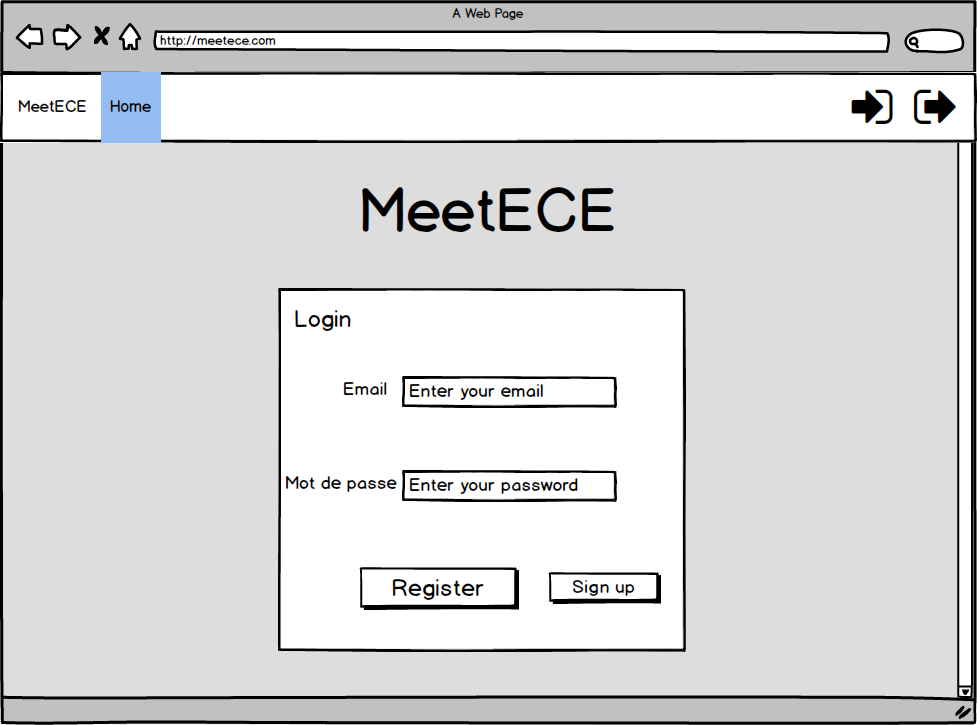 A Web Page
http://meetece.com
MeetECE Home
MeetECE
Login
Email Enter your email
Mot de passe Enter your password
Register Sign up